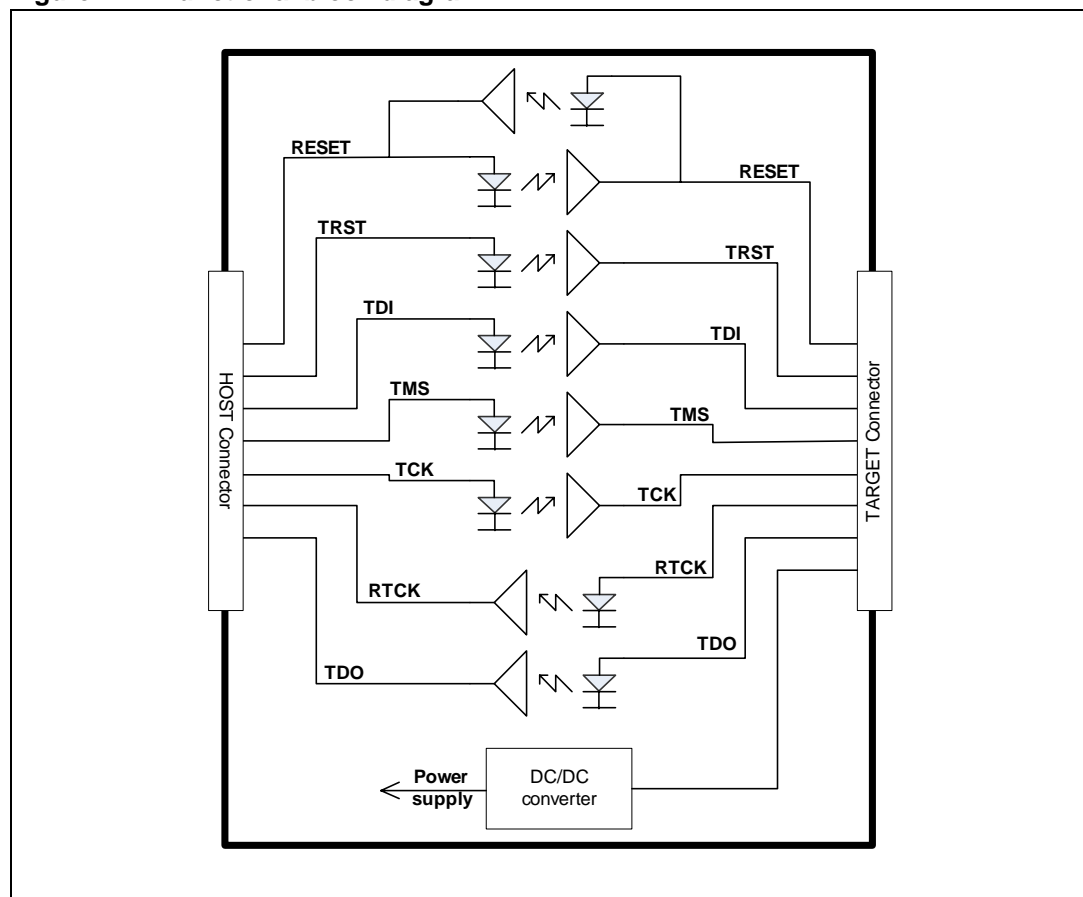 RESET
RESET
TRST
TRST
TDI
TDI
TMS
TMS
TCK
TCK
HOST Connector
TARGET Connector
RTCK
RTCK
TDO
TDO
Power
supply
DC/DC
converter